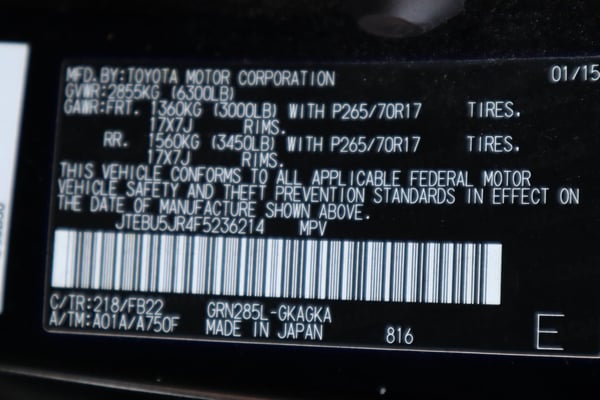 MFD.BY:TOYOTA MOTOR CORPORATION 01/15
GVWR:2855KG (6300LB)
GAWR:FRT. 1360KG (3000LB) WITH P265/70R17 TIRES.
17X7J RIMS.
RR. 1560KG (3450LB) WITH P265/70R17 TIRES.
17X7J RIMS.
THIS VEHICLE CONFORMS TO ALL APPLICABLE FEDERAL MOTOR
VEHICLE SAFETY AND THEFT PREVENTION STANDARDS IN EFFECT ON
THE DATE OF MANUFACTURE SHOWN ABOVE.
JTEBU5JR4F5236214 MPV
C/TR:218/FB22 GRN285L-GKAGKA
A/TM:A01A/A750F MADE IN JAPAN 816 E